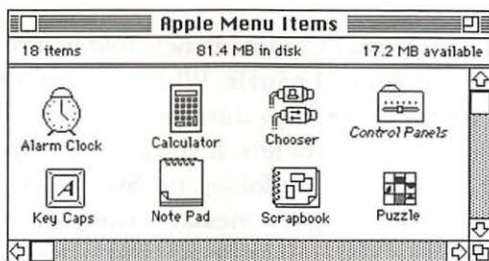 Apple Menu Items
18 items 81.4 MB in disk 17.2 MB available
Alarm Clock Calculator Chooser Control Panels
Key Caps Note Pad Scrapbook Puzzle